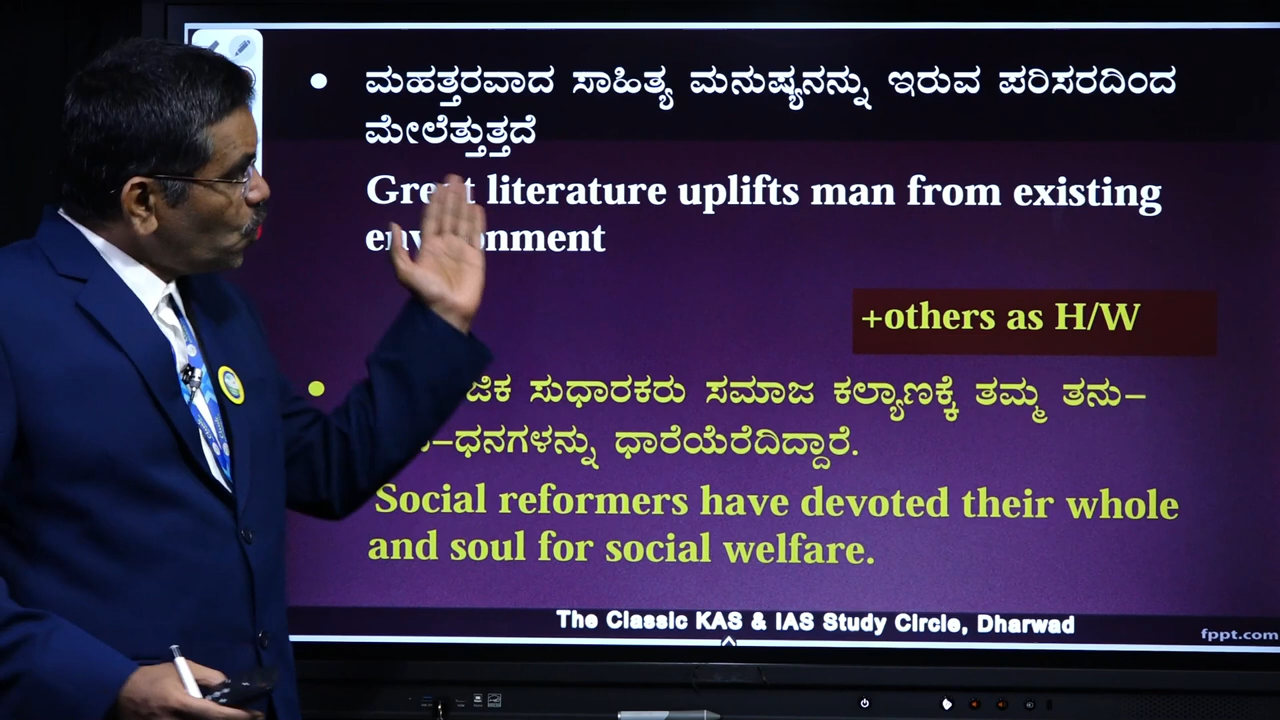 ಮಹತ್ತರವಾದ ಸಾಹಿತ್ಯ ಮನುಷ್ಯನನ್ನು ಇರುವ ಪರಿಸರದಿಂದ
ಮೇಲೆತ್ತುತ್ತದೆ
literature uplifts man from existing
+others as H/W
ಸುಧಾರಕರು ಸಮಾಜ ಕಲ್ಯಾಣಕ್ಕೆ ತಮ್ಮ ತನು–
–ಧನಗಳನ್ನು ಧಾರೆಯೆರೆದಿದ್ದಾರೆ.
Social reformers have devoted their whole
and soul for social welfare.
The Classic KAS & IAS Study Circle, Dharwad
fppt.com